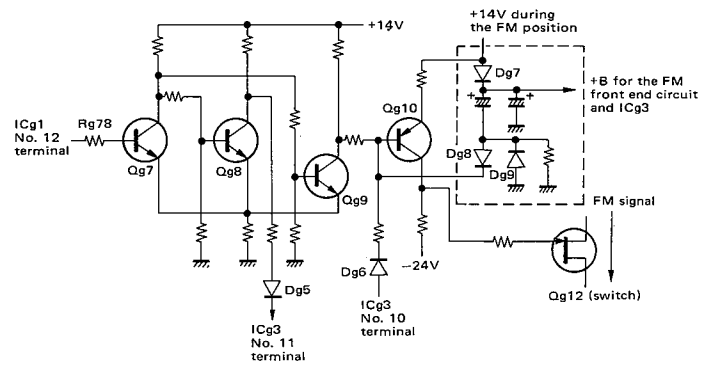 +14V during
the FM position
+14V
Dg7
+B for the FM
front end circuit
and ICg3
+
+
Qg10
ICg1
No. 12
terminal
Rg78
Qg7
Qg8
Qg9
Dg8
Dg9
FM signal
−24V
Dg6
Dg5
Qg12 (switch)
ICg3
No. 10
terminal
ICg3
No. 11
terminal